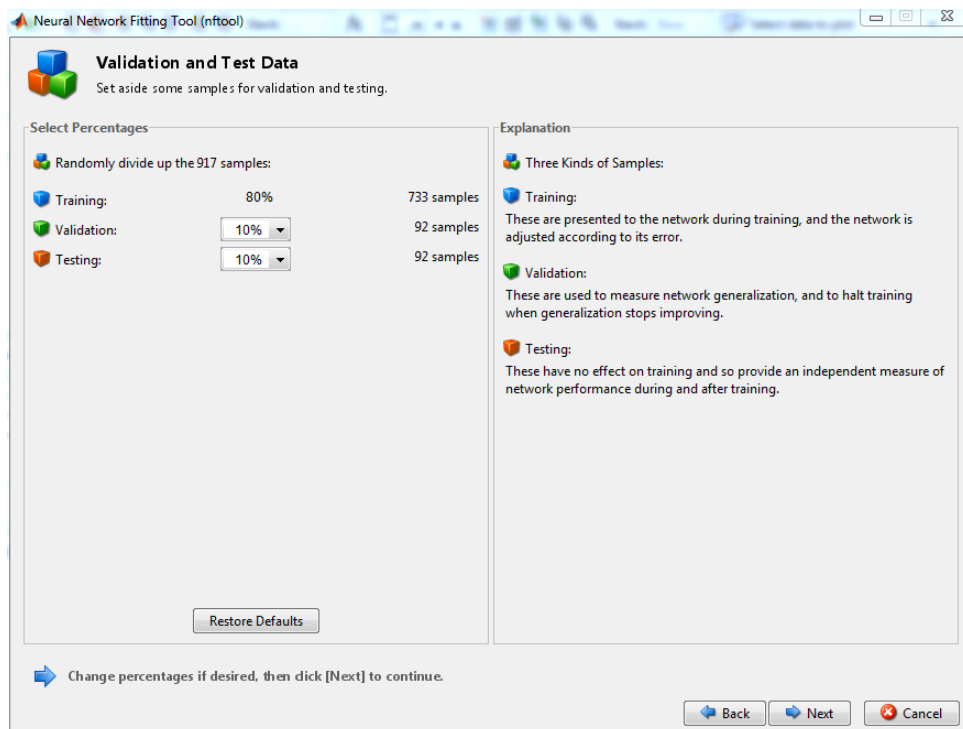 Neural Network Fitting Tool (nftool)
Validation and Test Data
Set aside some samples for validation and testing.
Select Percentages
Randomly divide up the 917 samples:
Training: 80% 733 samples
Validation: 10% 92 samples
Testing: 10% 92 samples
Restore Defaults
Explanation
Three Kinds of Samples:
Training:
These are presented to the network during training, and the network is
adjusted according to its error.
Validation:
These are used to measure network generalization, and to halt training
when generalization stops improving.
Testing:
These have no effect on training and so provide an independent measure of
network performance during and after training.
Change percentages if desired, then click [Next] to continue.
Back Next Cancel